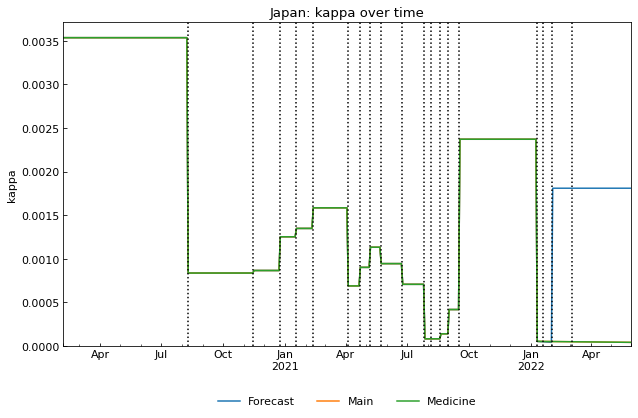 Japan: kappa over time
kappa
0.0035
0.0030
0.0025
0.0020
0.0015
0.0010
0.0005
0.0000
Apr Jul Oct Jan Apr Jul Oct Jan Apr
2021 2022
Forecast Main Medicine